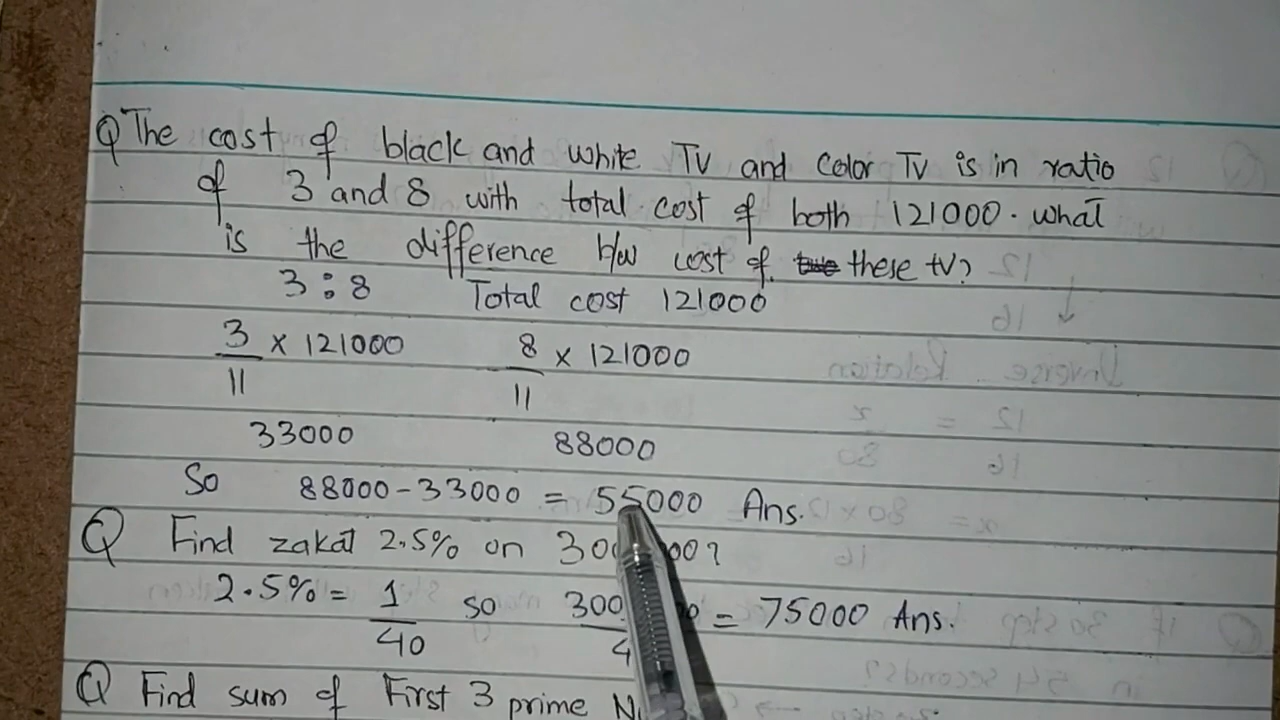 Q The cost of black and white TV and Color TV is in ratio
of 3 and 8 with total cost of both 121000. what
is the difference b/w cost of these tv?
3:8 Total cost 121000
3/11 x 121000 8/11 x 121000
33000 88000
So 88000-33000 = 55000 Ans.
Q Find zakat 2.5% on
2.5% = 1/40 so = 75000 Ans.
Q Find sum of First 3 prime